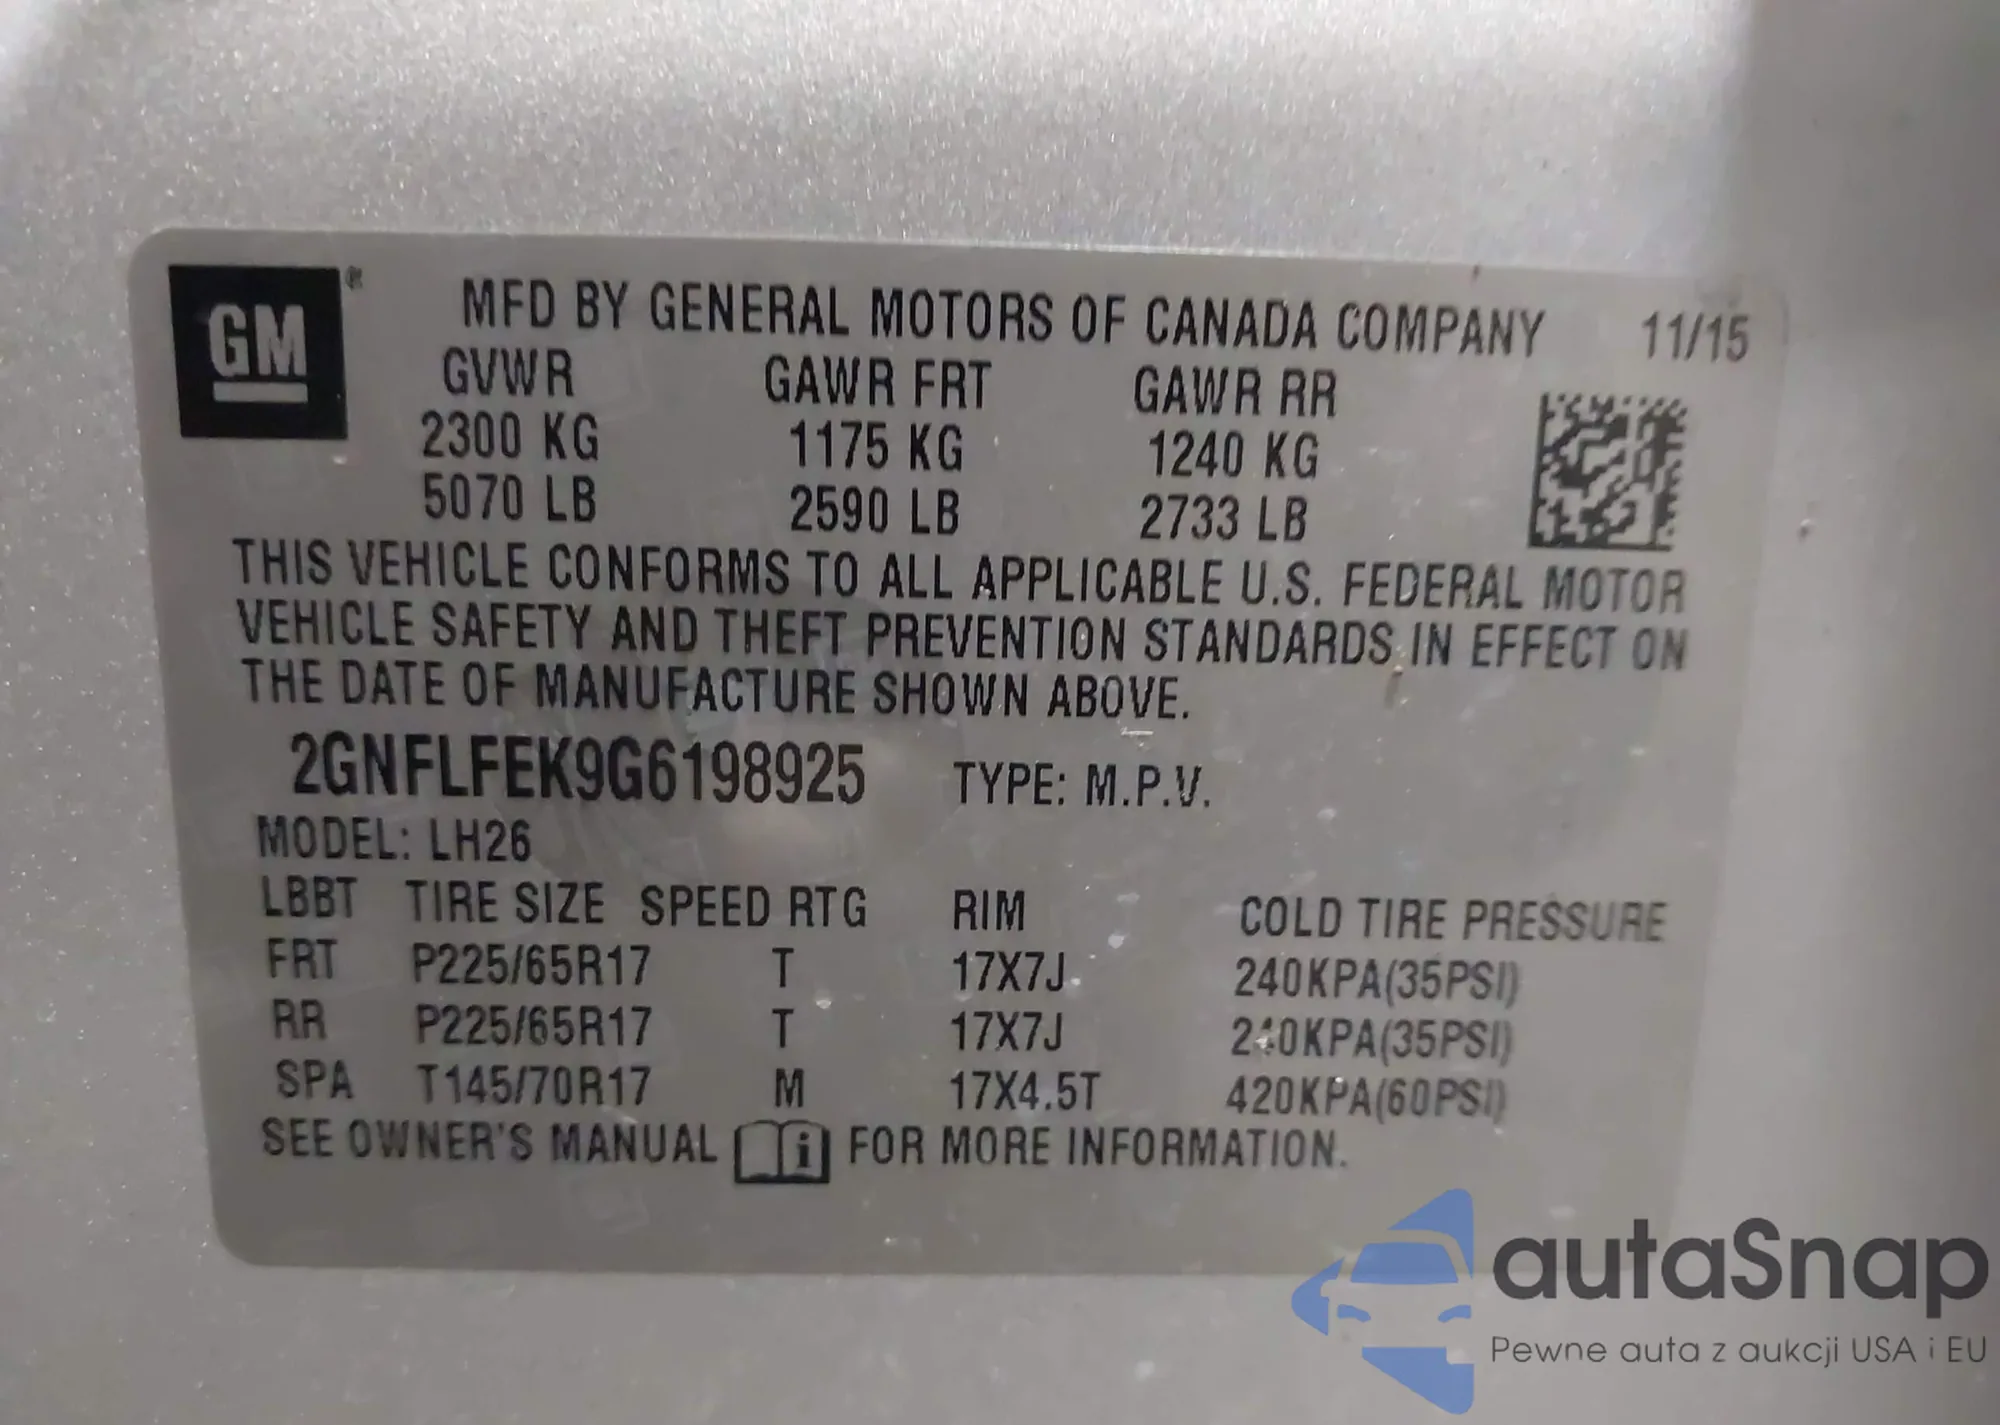 GM ®
MFD BY GENERAL MOTORS OF CANADA COMPANY 11/15
GVWR GAWR FRT GAWR RR
2300 KG 1175 KG 1240 KG
5070 LB 2590 LB 2733 LB
THIS VEHICLE CONFORMS TO ALL APPLICABLE U.S. FEDERAL MOTOR
VEHICLE SAFETY AND THEFT PREVENTION STANDARDS IN EFFECT ON
THE DATE OF MANUFACTURE SHOWN ABOVE.
2GNFLFEK9G6198925 TYPE: M.P.V.
MODEL: LH26
LBBT TIRE SIZE SPEED RTG RIM COLD TIRE PRESSURE
FRT P225/65R17 T 17X7J 240KPA(35PSI)
RR P225/65R17 T 17X7J 240KPA(35PSI)
SPA T145/70R17 M 17X4.5T 420KPA(60PSI)
SEE OWNER'S MANUAL i FOR MORE INFORMATION.
autaSnap
Pewne auta z aukcji USA i EU